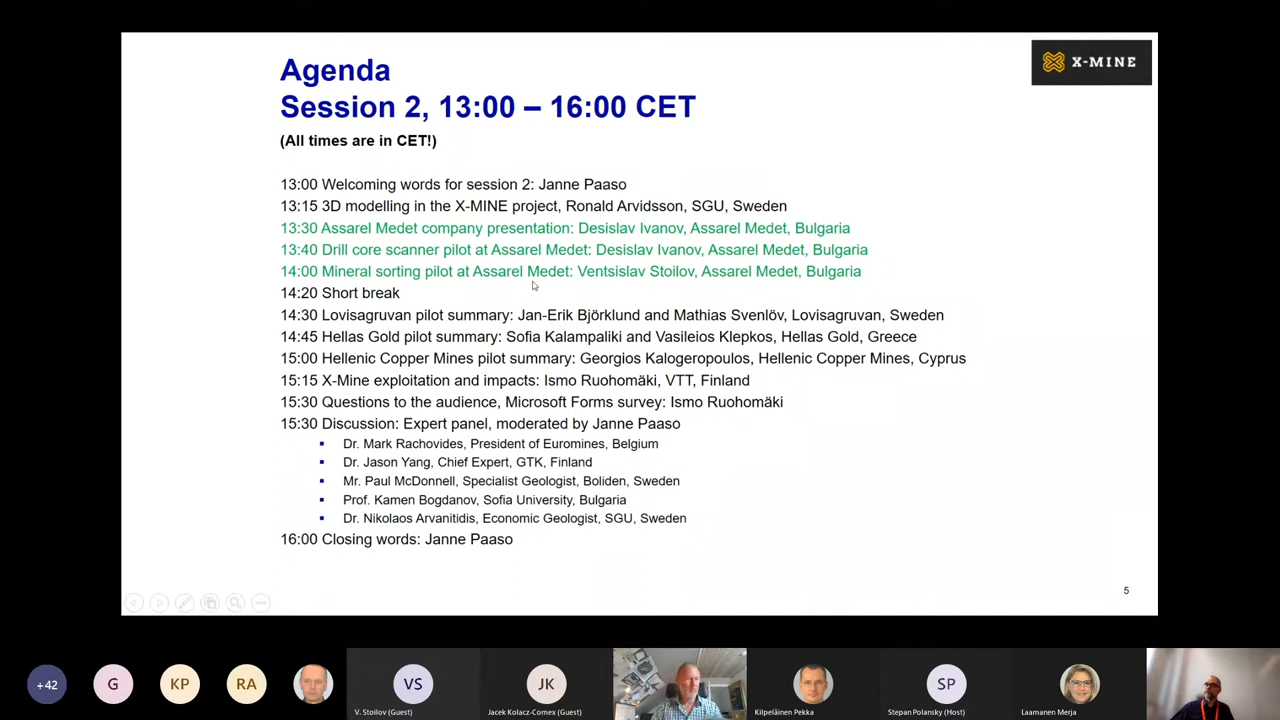 Agenda
Session 2, 13:00 – 16:00 CET
(All times are in CET!)
X-MINE
13:00 Welcoming words for session 2: Janne Paaso
13:15 3D modelling in the X-MINE project, Ronald Arvidsson, SGU, Sweden
13:30 Assarel Medet company presentation: Desislav Ivanov, Assarel Medet, Bulgaria
13:40 Drill core scanner pilot at Assarel Medet: Desislav Ivanov, Assarel Medet, Bulgaria
14:00 Mineral sorting pilot at Assarel Medet: Ventsislav Stoilov, Assarel Medet, Bulgaria
14:20 Short break
14:30 Lovisagruvan pilot summary: Jan-Erik Björklund and Mathias Svenlöv, Lovisagruvan, Sweden
14:45 Hellas Gold pilot summary: Sofia Kalampaliki and Vasileios Klepkos, Hellas Gold, Greece
15:00 Hellenic Copper Mines pilot summary: Georgios Kalogeropoulos, Hellenic Copper Mines, Cyprus
15:15 X-Mine exploitation and impacts: Ismo Ruohomäki, VTT, Finland
15:30 Questions to the audience, Microsoft Forms survey: Ismo Ruohomäki
15:30 Discussion: Expert panel, moderated by Janne Paaso
▪ Dr. Mark Rachovides, President of Euromines, Belgium
▪ Dr. Jason Yang, Chief Expert, GTK, Finland
▪ Mr. Paul McDonnell, Specialist Geologist, Boliden, Sweden
▪ Prof. Kamen Bogdanov, Sofia University, Bulgaria
▪ Dr. Nikolaos Arvanitidis, Economic Geologist, SGU, Sweden
16:00 Closing words: Janne Paaso
5
+42
G
KP
RA
VS
V. Stoilov (Guest)
JK
Jacek Kolacz-Comex (Guest)
Kilpeläinen Pekka
SP
Stepan Polansky (Host)
Laamanen Merja